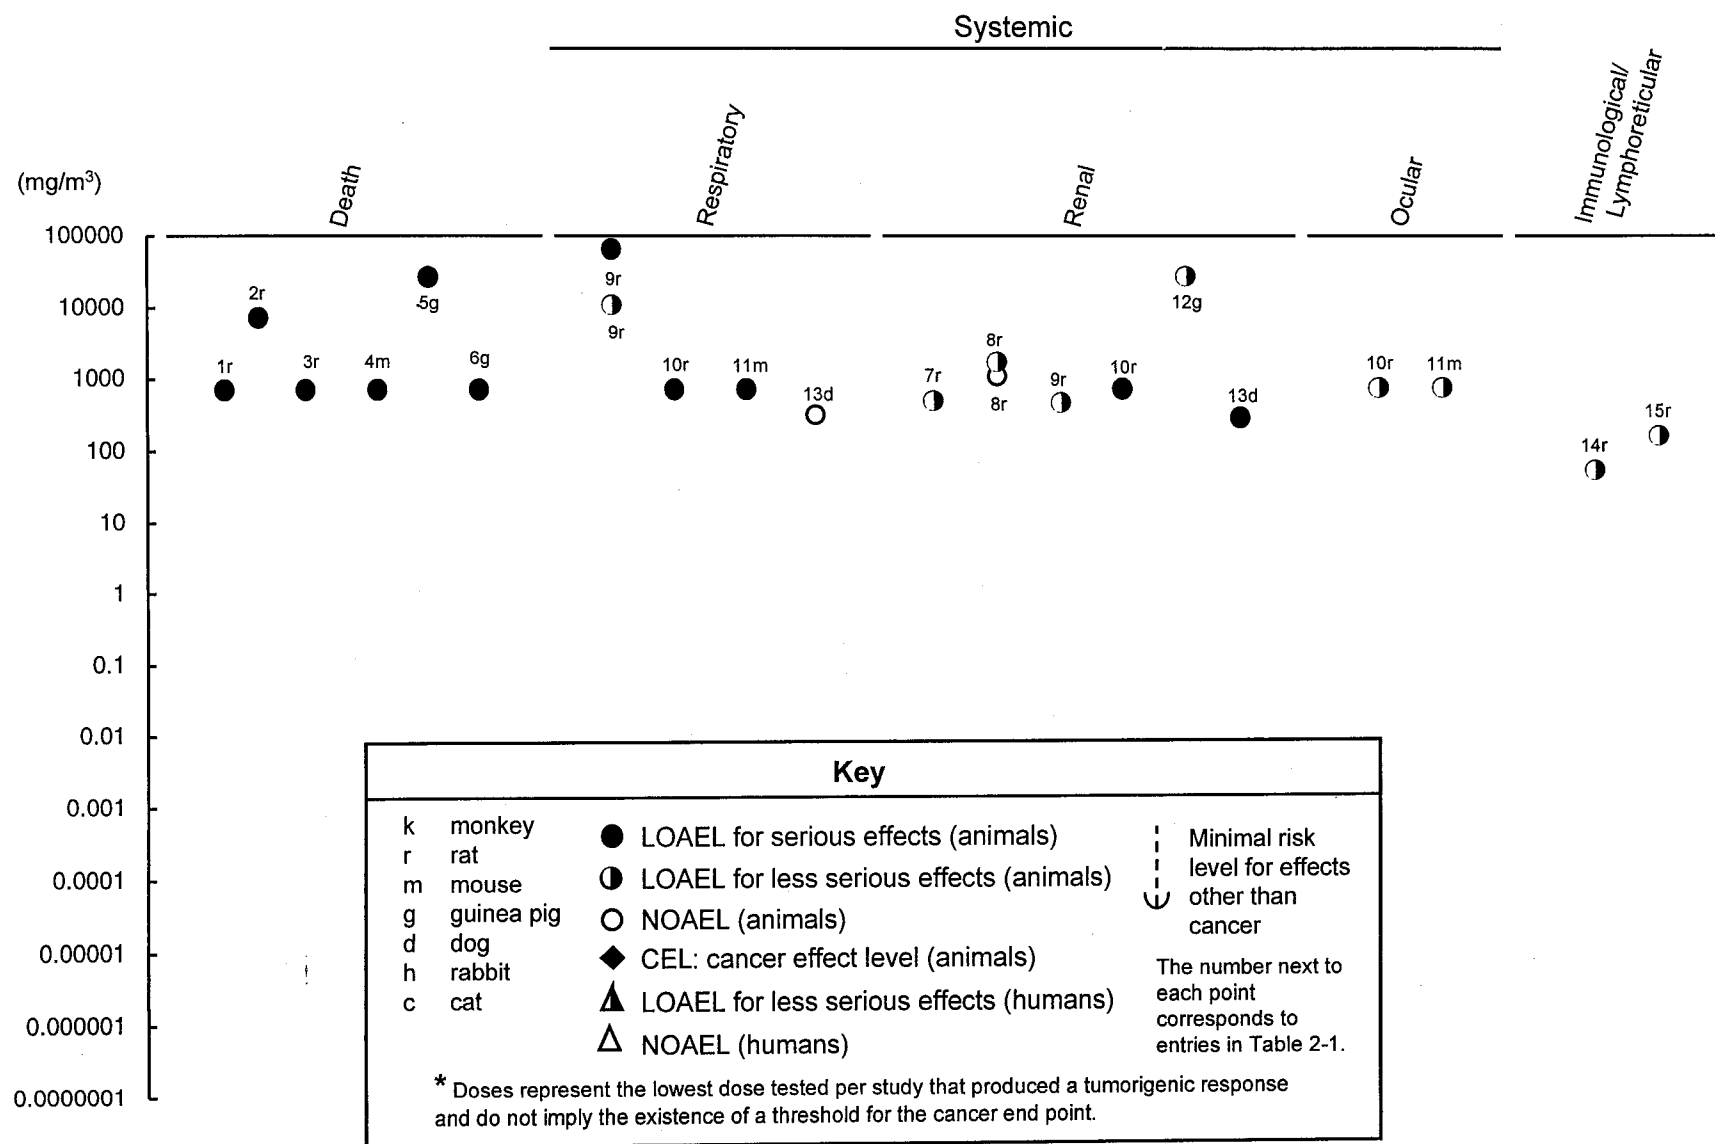 Systemic
(mg/m³)
Death
Respiratory
Renal
Ocular
Immunological/
Lymphoreticular
100000
10000
1000
100
10
1
0.1
0.01
0.001
0.0001
0.00001
0.000001
0.0000001
1r
2r
3r
4m
5g
6g
9r
9r
10r
11m
13d
7r
8r
8r
9r
10r
12g
13d
10r
11m
14r
15r
Key
k monkey
r rat
m mouse
g guinea pig
d dog
h rabbit
c cat
LOAEL for serious effects (animals)
LOAEL for less serious effects (animals)
NOAEL (animals)
CEL: cancer effect level (animals)
LOAEL for less serious effects (humans)
NOAEL (humans)
Minimal risk
level for effects
other than
cancer
The number next to
each point
corresponds to
entries in Table 2-1.
* Doses represent the lowest dose tested per study that produced a tumorigenic response
and do not imply the existence of a threshold for the cancer end point.